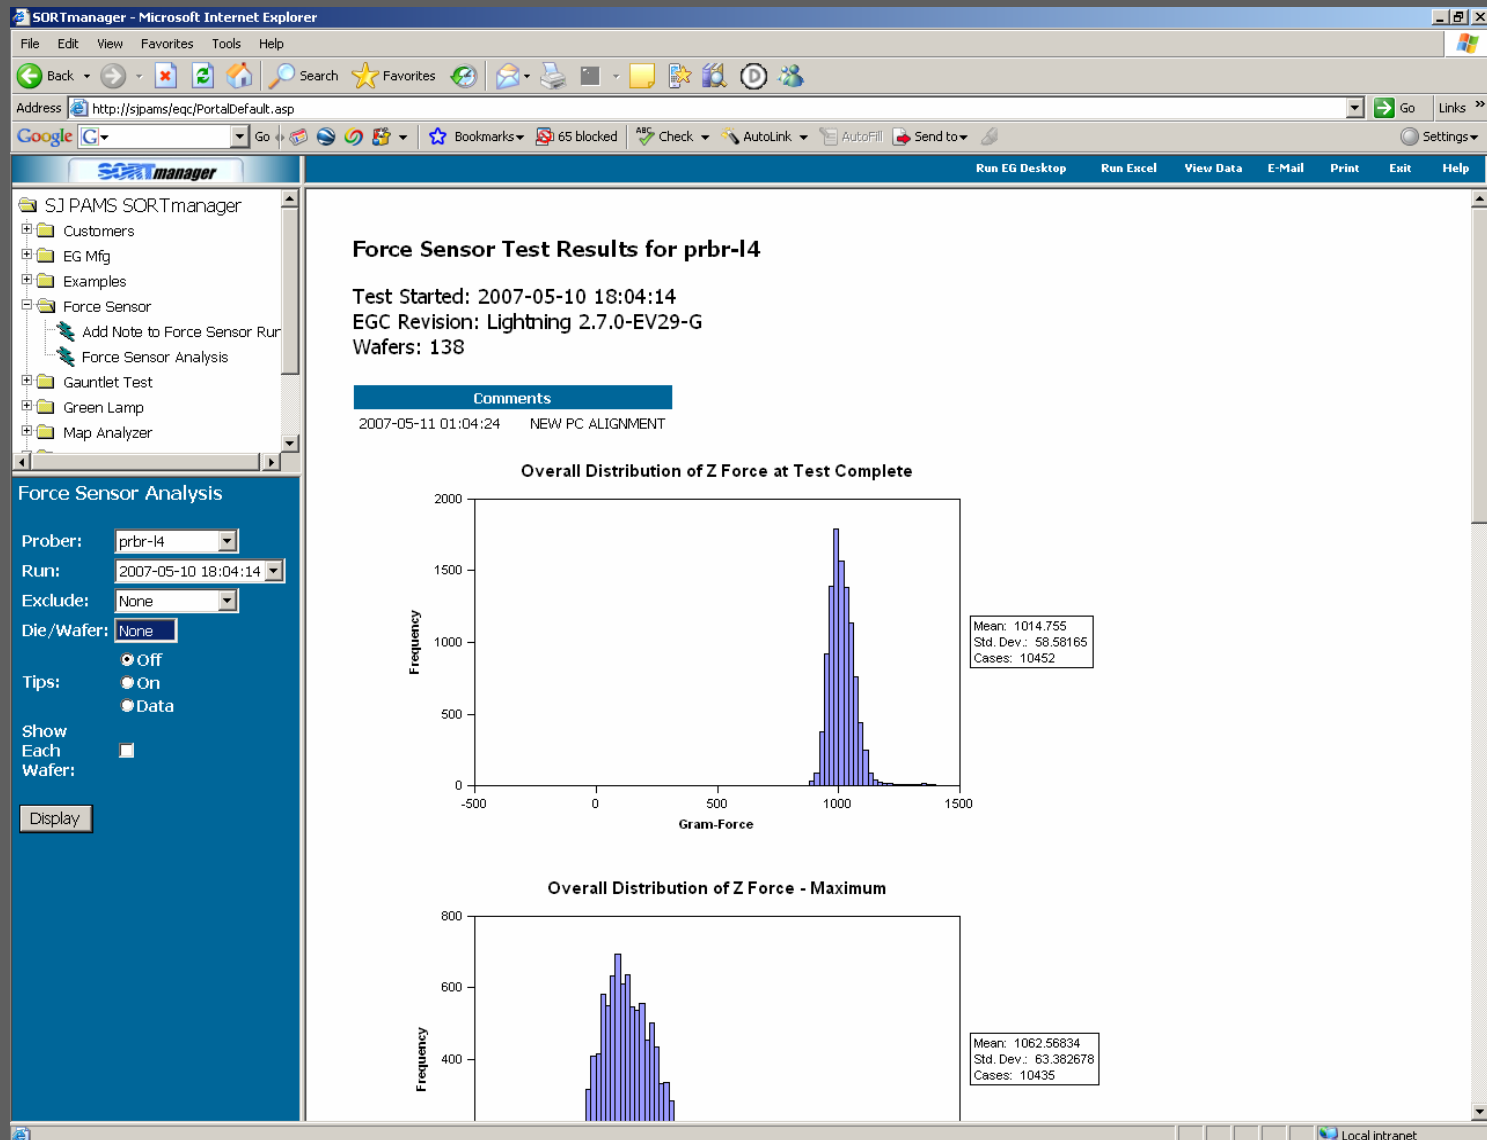 SORTmanager - Microsoft Internet Explorer
File Edit View Favorites Tools Help
Back Search Favorites
Address http://sjpams/eqc/PortalDefault.asp Go Links »
Google G Go Bookmarks 65 blocked ABC Check AutoLink AutoFill Send to Settings
SORTmanager Run EG Desktop Run Excel View Data E-Mail Print Exit Help
SJ PAMS SORTmanager
Customers
EG Mfg
Examples
Force Sensor
Add Note to Force Sensor Rur
Force Sensor Analysis
Gauntlet Test
Green Lamp
Map Analyzer
Force Sensor Analysis
Prober: prbr-l4
Run: 2007-05-10 18:04:14
Exclude: None
Die/Wafer: None
Tips:
Off
On
Data
Show
Each
Wafer:
Display
Force Sensor Test Results for prbr-l4
Test Started: 2007-05-10 18:04:14
EGC Revision: Lightning 2.7.0-EV29-G
Wafers: 138
Comments
2007-05-11 01:04:24 NEW PC ALIGNMENT
Overall Distribution of Z Force at Test Complete
2000
1500
1000
500
0
Frequency
-500 0 500 1000 1500
Gram-Force
Mean: 1014.755
Std. Dev.: 58.58165
Cases: 10452
Overall Distribution of Z Force - Maximum
800
600
400
Frequency
Mean: 1062.56834
Std. Dev.: 63.382678
Cases: 10435
Local intranet